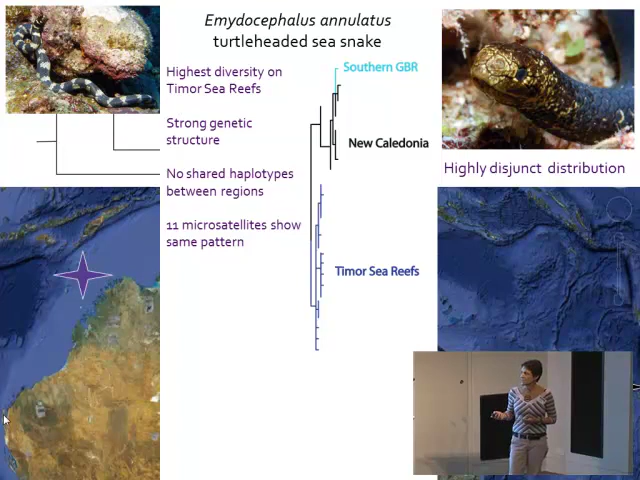 Emydocephalus annulatus
turtleheaded sea snake
Highest diversity on
Timor Sea Reefs
Strong genetic
structure
No shared haplotypes
between regions
11 microsatellites show
same pattern
Southern GBR
New Caledonia
Timor Sea Reefs
Highly disjunct distribution